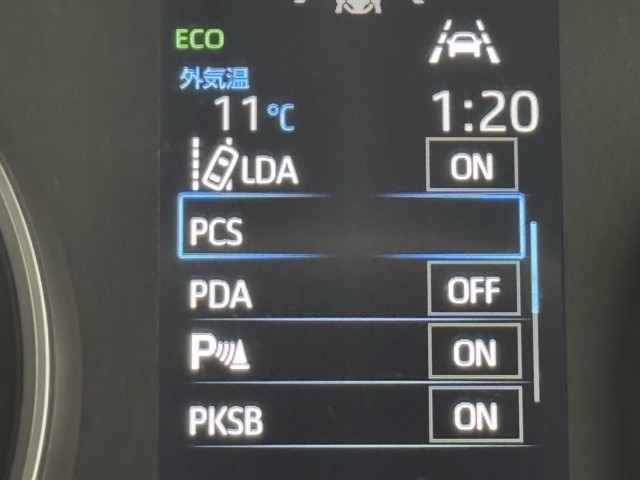 ECO
外気温
11℃ 1:20
LDA ON
PCS
PDA OFF
P ON
PKSB ON